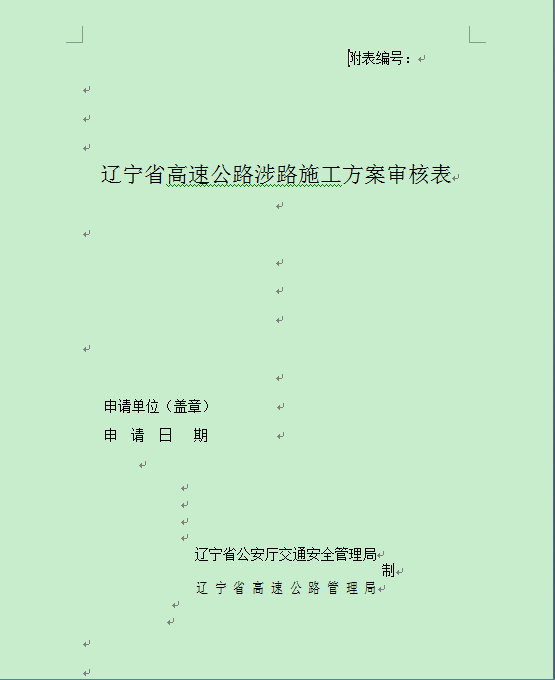 附表编号：
辽宁省高速公路涉路施工方案审核表
申请单位（盖章）
申 请 日 期
辽宁省公安厅交通安全管理局
制
辽宁省高速公路管理局